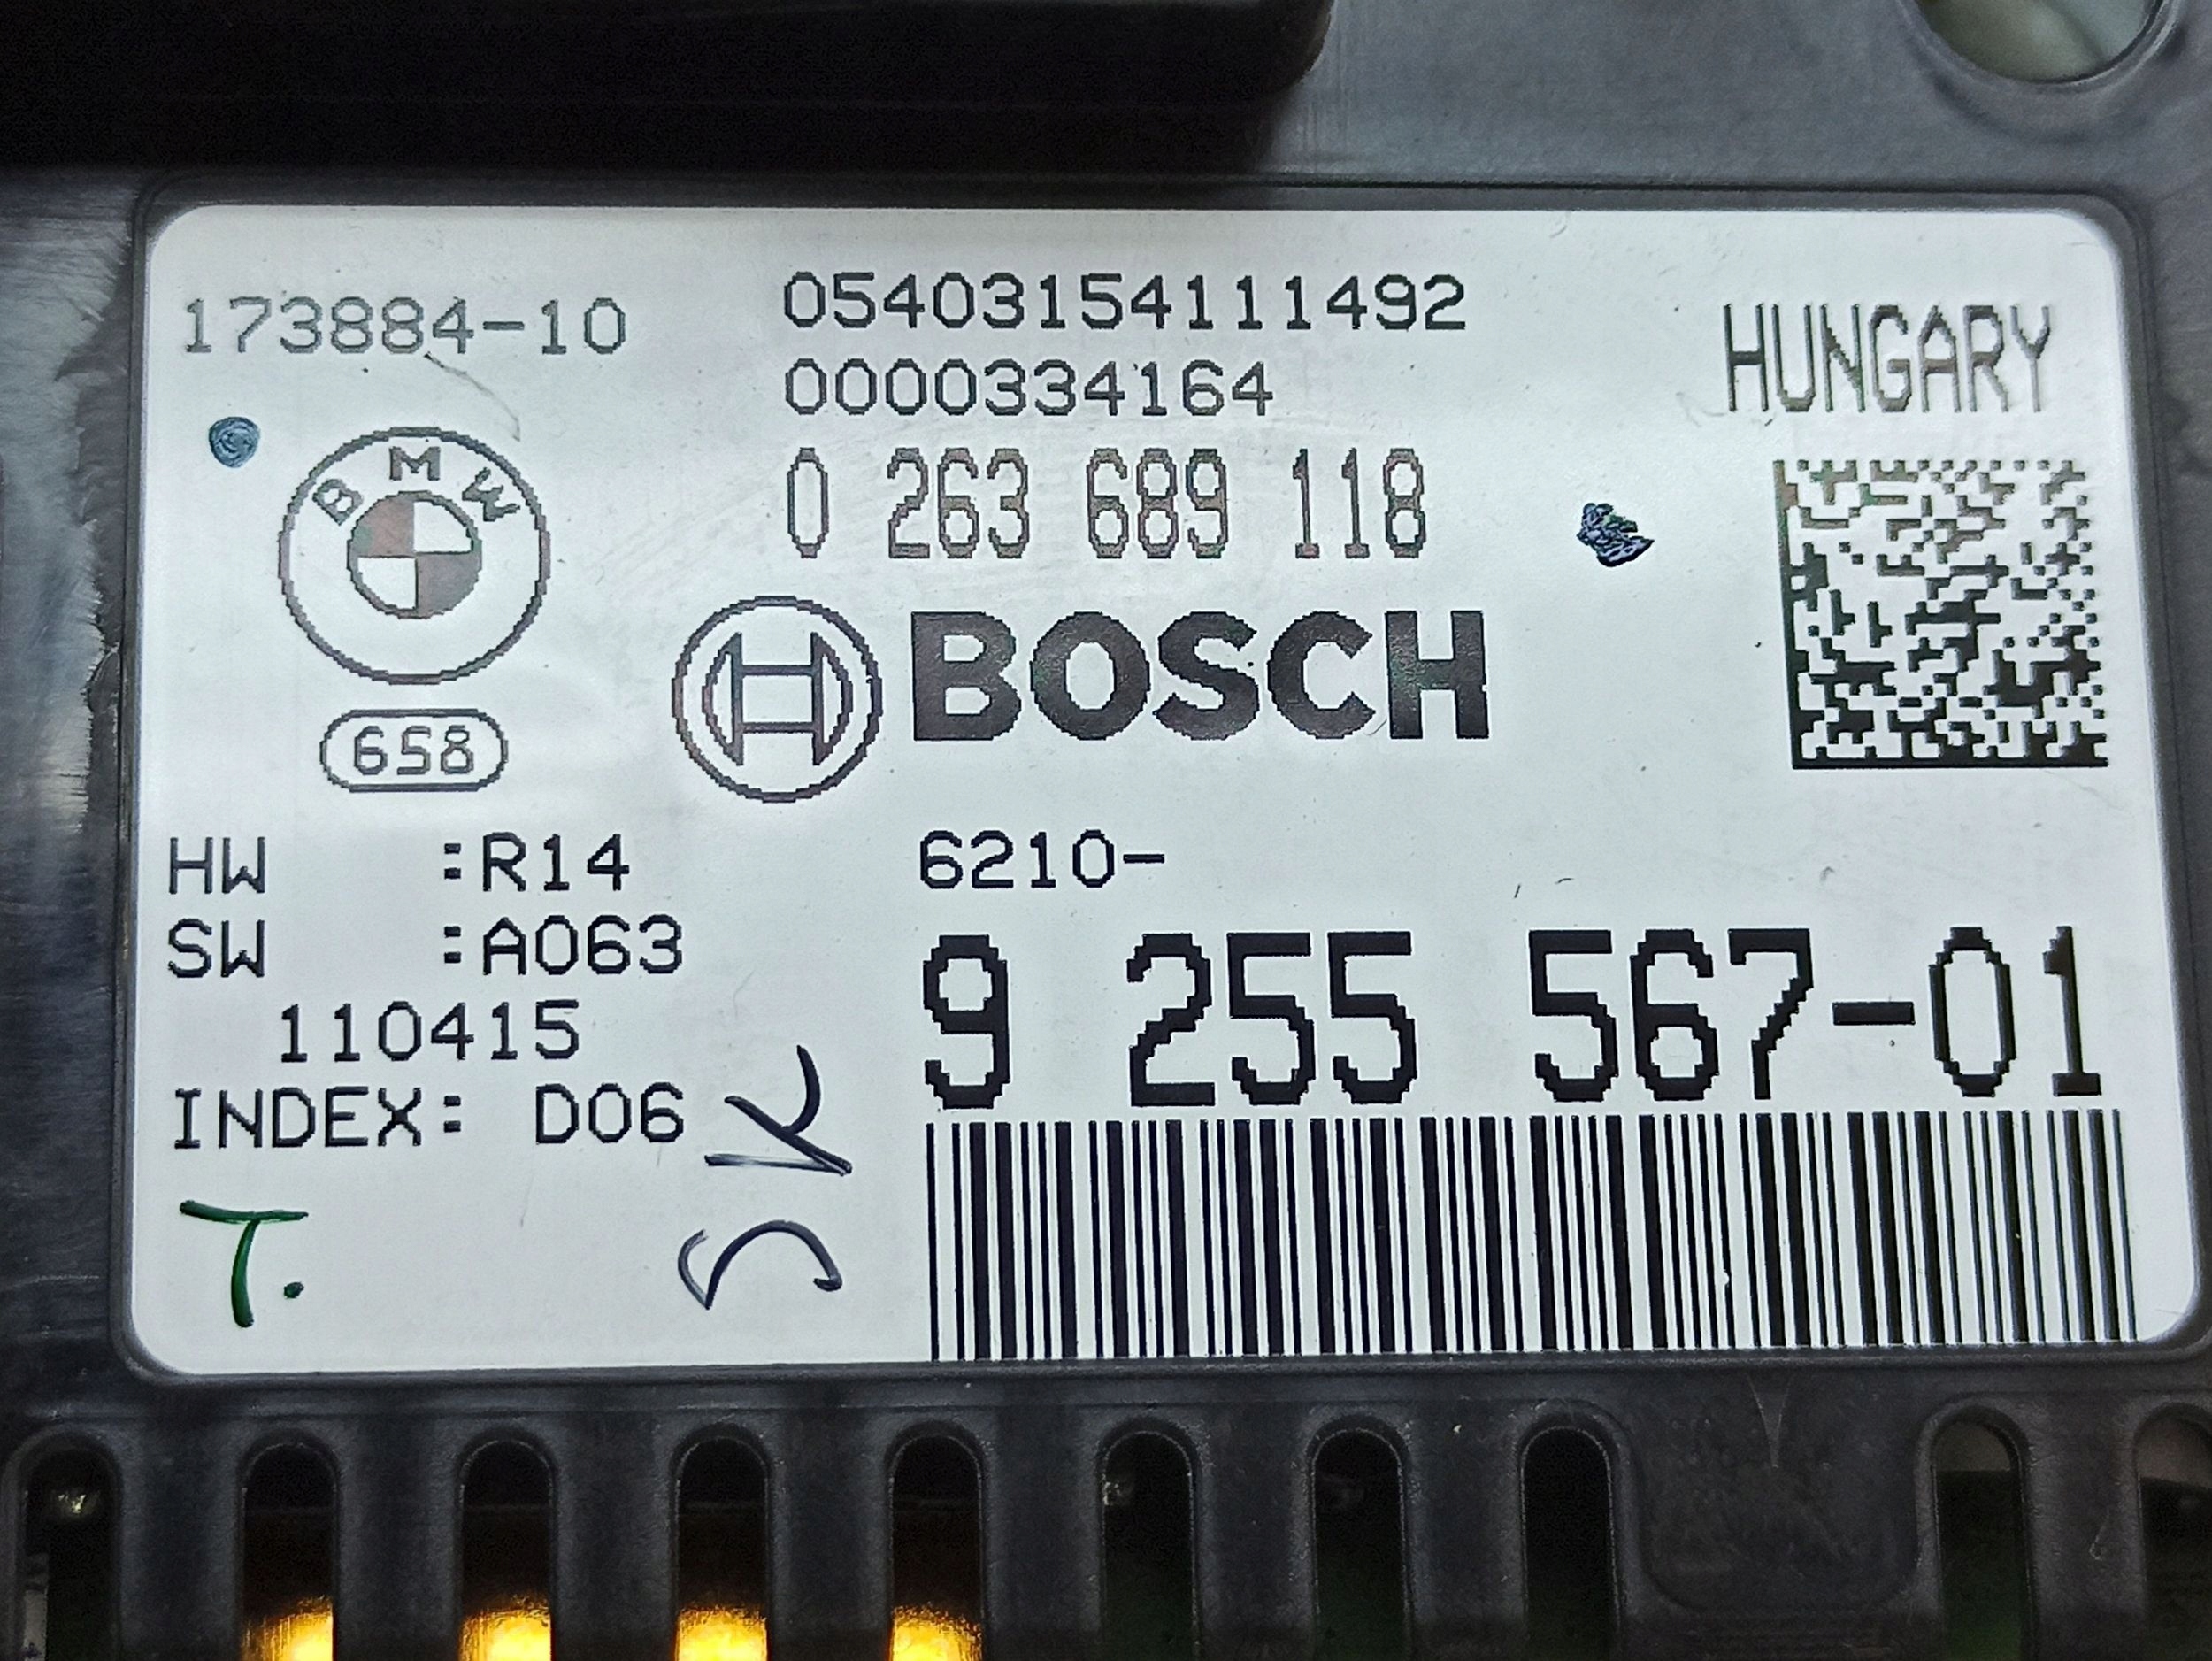 173884-10
05403154111492
HUNGARY
0000334164
0 263 689 118
BMW
BOSCH
658
HW :R14
6210-
SW :A063
9 255 567-01
110415
INDEX: D06
SK
T.